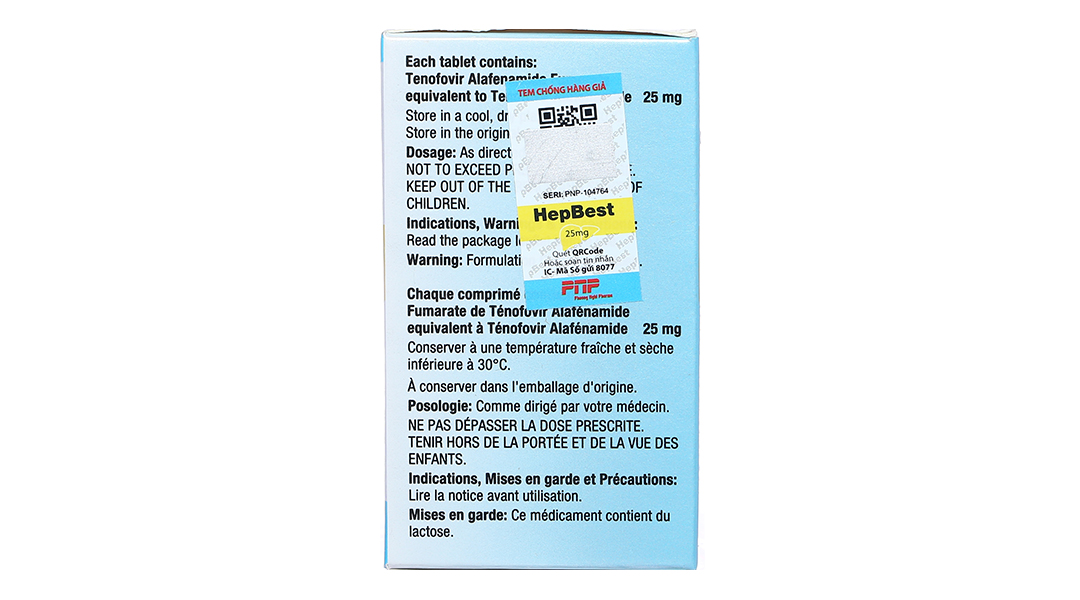 Each tablet contains:
Tenofovir Alafenamide
equivalent to 25 mg
Store in a cool,
Store in the
Dosage: As
NOT TO EXCEED
KEEP OUT OF THE OF
CHILDREN.
Indications,
Read the package
Warning:
TEM CHỐNG HÀNG GIẢ
SERI: PNP-104764
HepBest
25mg
Quét QRCode
Hoặc soạn tin nhắn
IC- Mã Số gửi 8077
PNP
Phuong Nghi Pharma
Chaque comprimé
Fumarate de Ténofovir Alafénamide
equivalent à Ténofovir Alafénamide 25 mg
Conserver à une température fraîche et sèche
inférieure à 30°C.
À conserver dans l'emballage d'origine.
Posologie: Comme dirigé par votre médecin.
NE PAS DÉPASSER LA DOSE PRESCRITE.
TENIR HORS DE LA PORTÉE ET DE LA VUE DES
ENFANTS.
Indications, Mises en garde et Précautions:
Lire la notice avant utilisation.
Mises en garde: Ce médicament contient du
lactose.